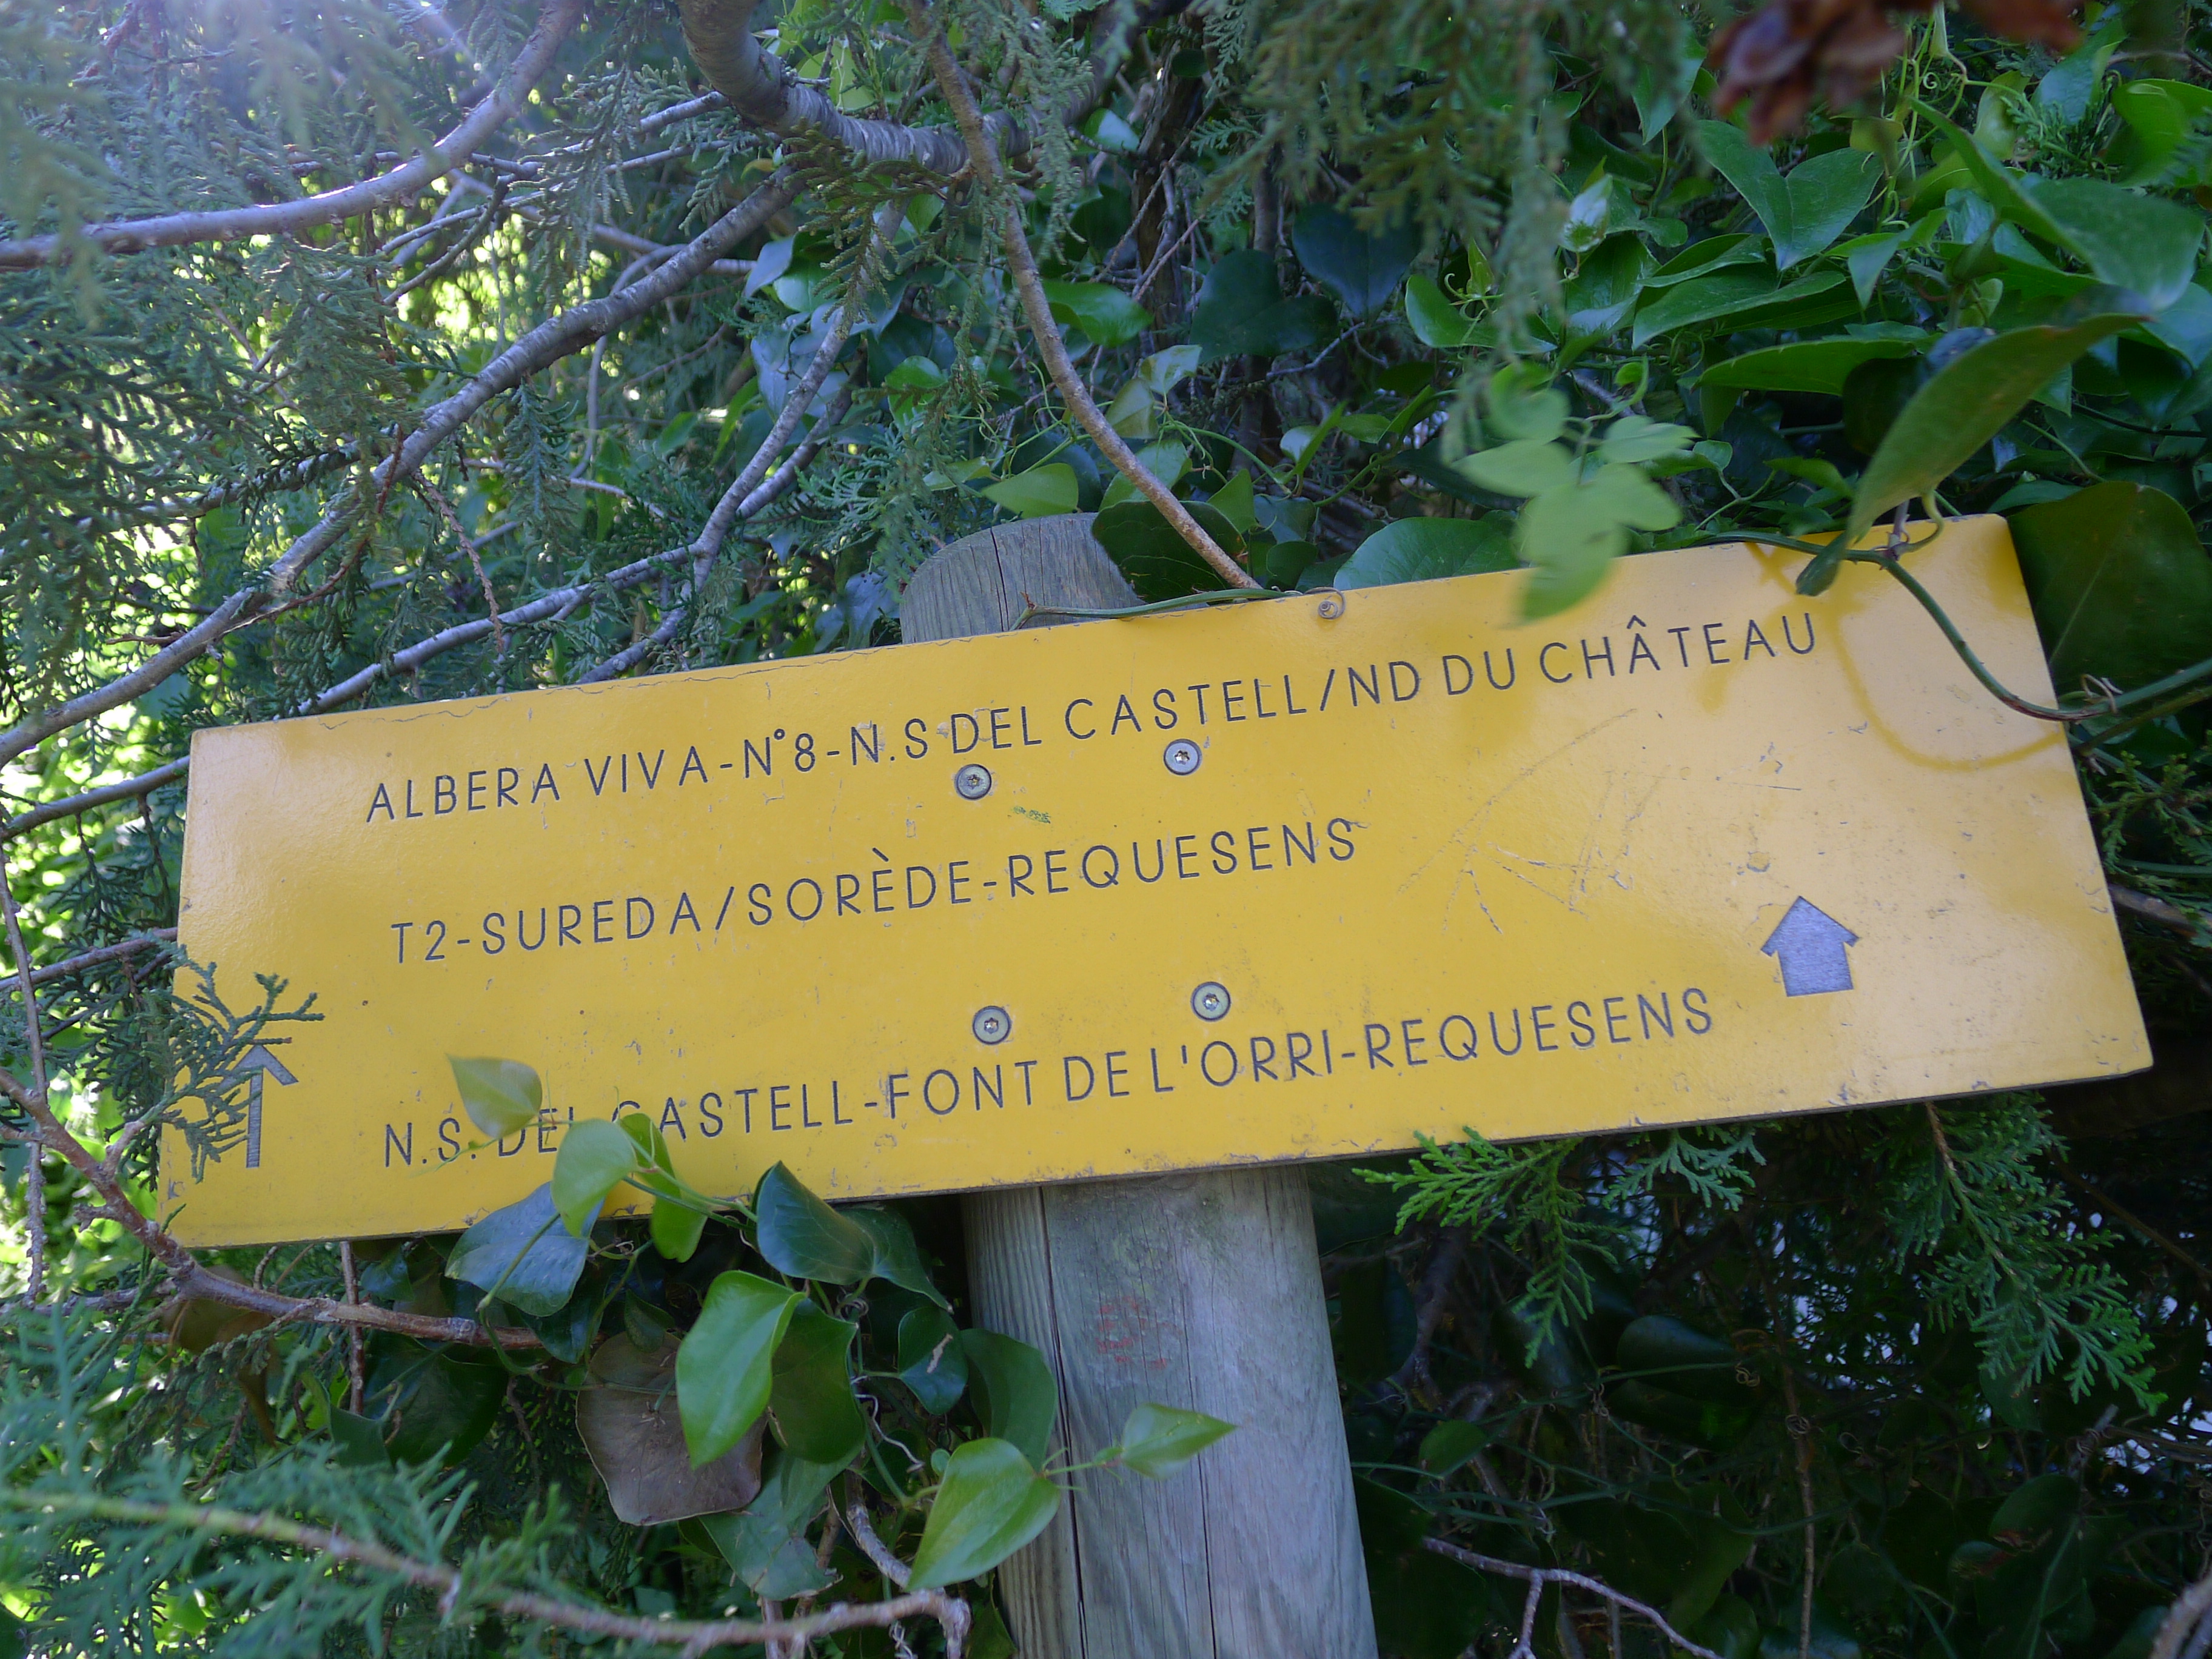 ALBERA VIVA-N°8-N.S DEL CASTELL/ND DU CHÂTEAU
T2-SUREDA/SORÈDE-REQUESENS
N.S. DEL CASTELL-FONT DE L'ORRI-REQUESENS